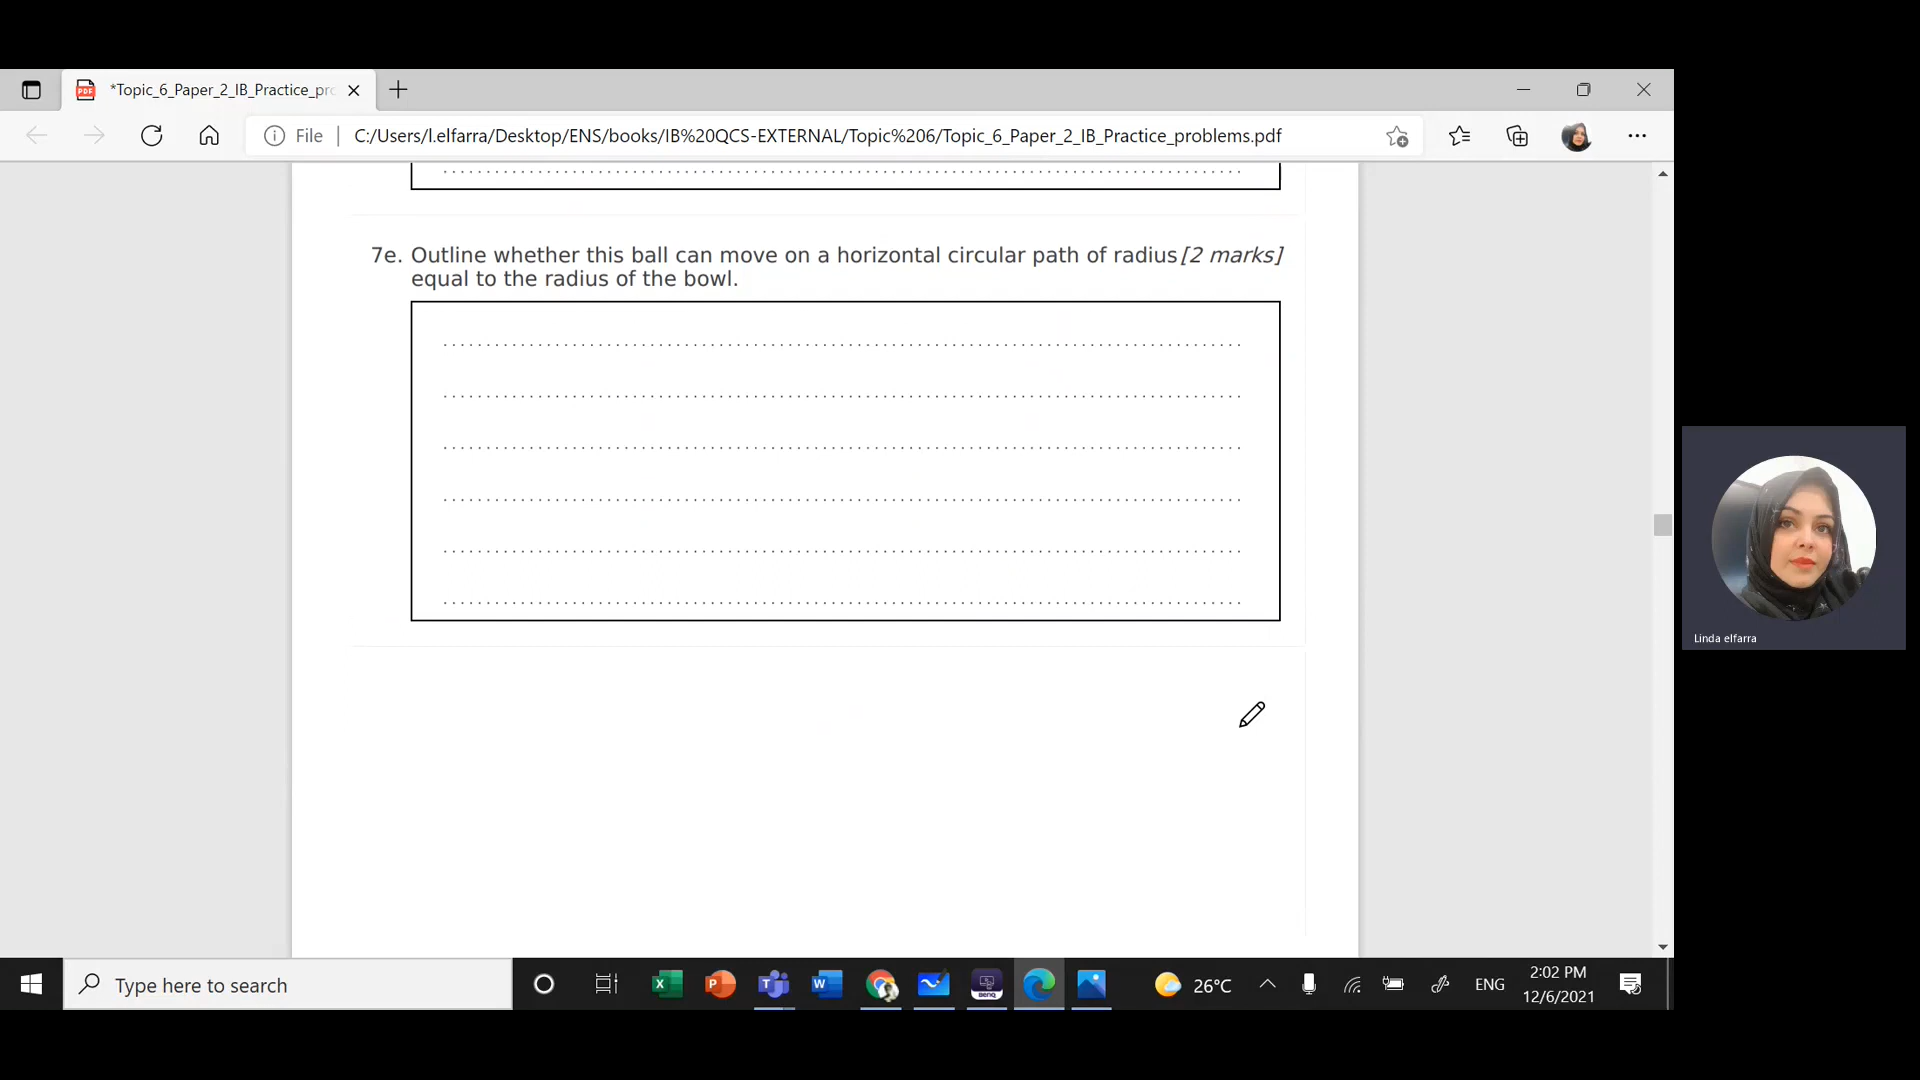 *Topic_6_Paper_2_IB_Practice_pro
File
C:/Users/l.elfarra/Desktop/ENS/books/IB%20QCS-EXTERNAL/Topic%206/Topic_6_Paper_2_IB_Practice_problems.pdf
7e. Outline whether this ball can move on a horizontal circular path of radius [2 marks]
equal to the radius of the bowl.
Linda elfarra
Type here to search
26°C
ENG
2:02 PM
12/6/2021